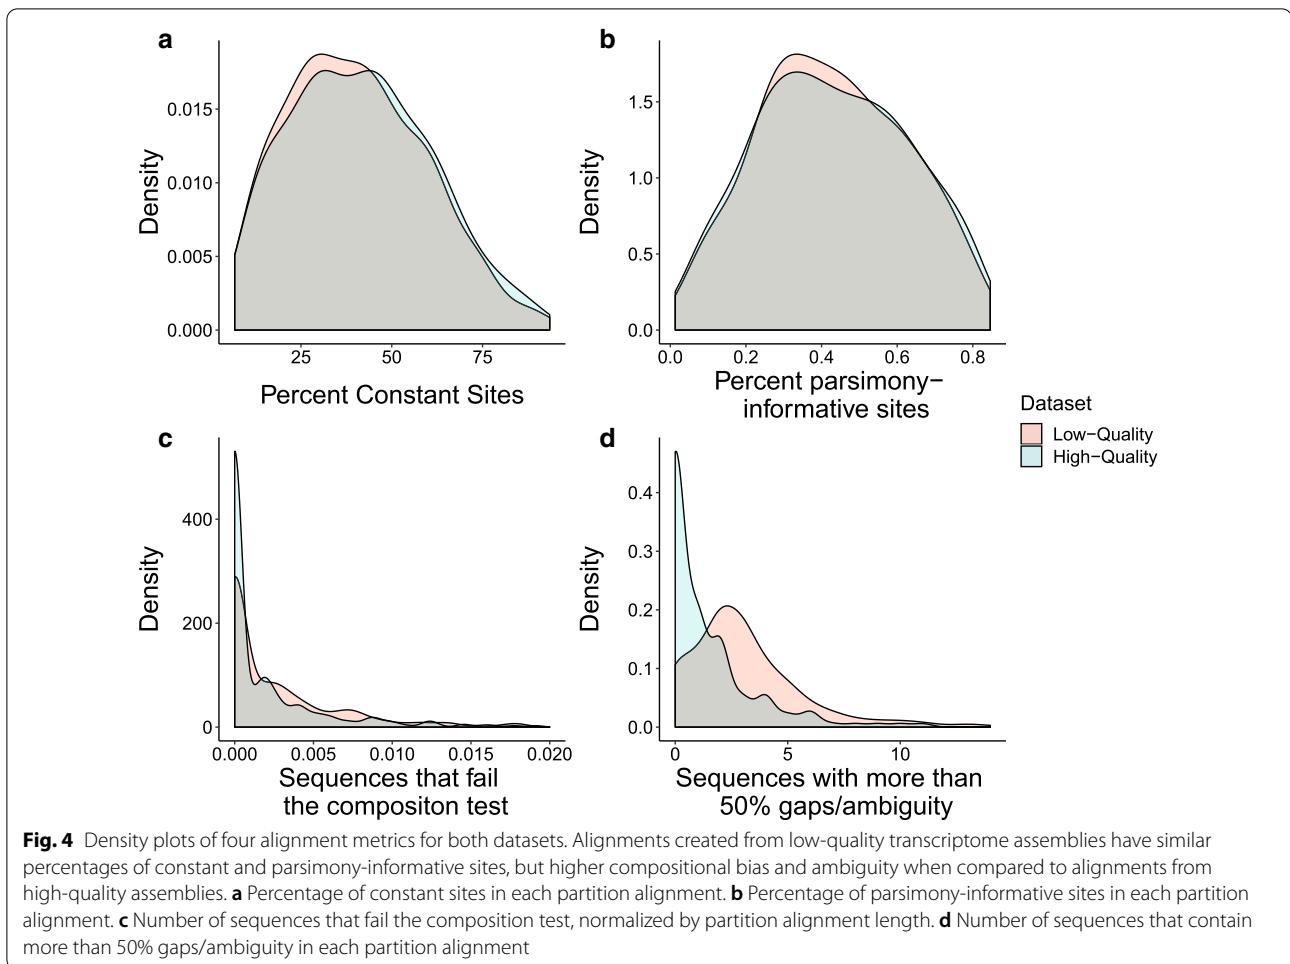 a
0.015
0.010
0.005
0.000
Density
25 50 75
Percent Constant Sites
b
1.5
1.0
0.5
0.0
Density
0.0 0.2 0.4 0.6 0.8
Percent parsimony−
informative sites
Dataset
Low−Quality
High−Quality
c
400
200
0
Density
0.000 0.005 0.010 0.015 0.020
Sequences that fail
the compositon test
d
0.4
0.3
0.2
0.1
0.0
Density
0 5 10
Sequences with more than
50% gaps/ambiguity
Fig. 4 Density plots of four alignment metrics for both datasets. Alignments created from low-quality transcriptome assemblies have similar
percentages of constant and parsimony-informative sites, but higher compositional bias and ambiguity when compared to alignments from
high-quality assemblies. a Percentage of constant sites in each partition alignment. b Percentage of parsimony-informative sites in each partition
alignment. c Number of sequences that fail the composition test, normalized by partition alignment length. d Number of sequences that contain
more than 50% gaps/ambiguity in each partition alignment